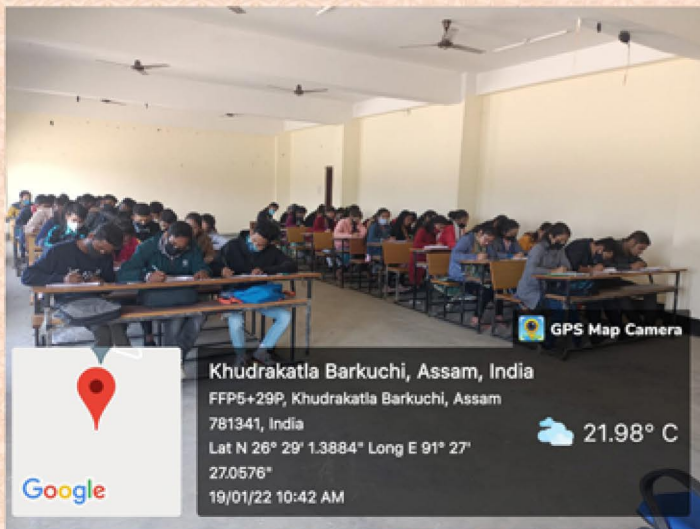 GPS Map Camera
Khudrakatla Barkuchi, Assam, India
FFP5+29P, Khudrakatla Barkuchi, Assam
781341, India
Lat N 26° 29' 1.3884" Long E 91° 27'
27.0576"
19/01/22 10:42 AM
21.98° C
Google